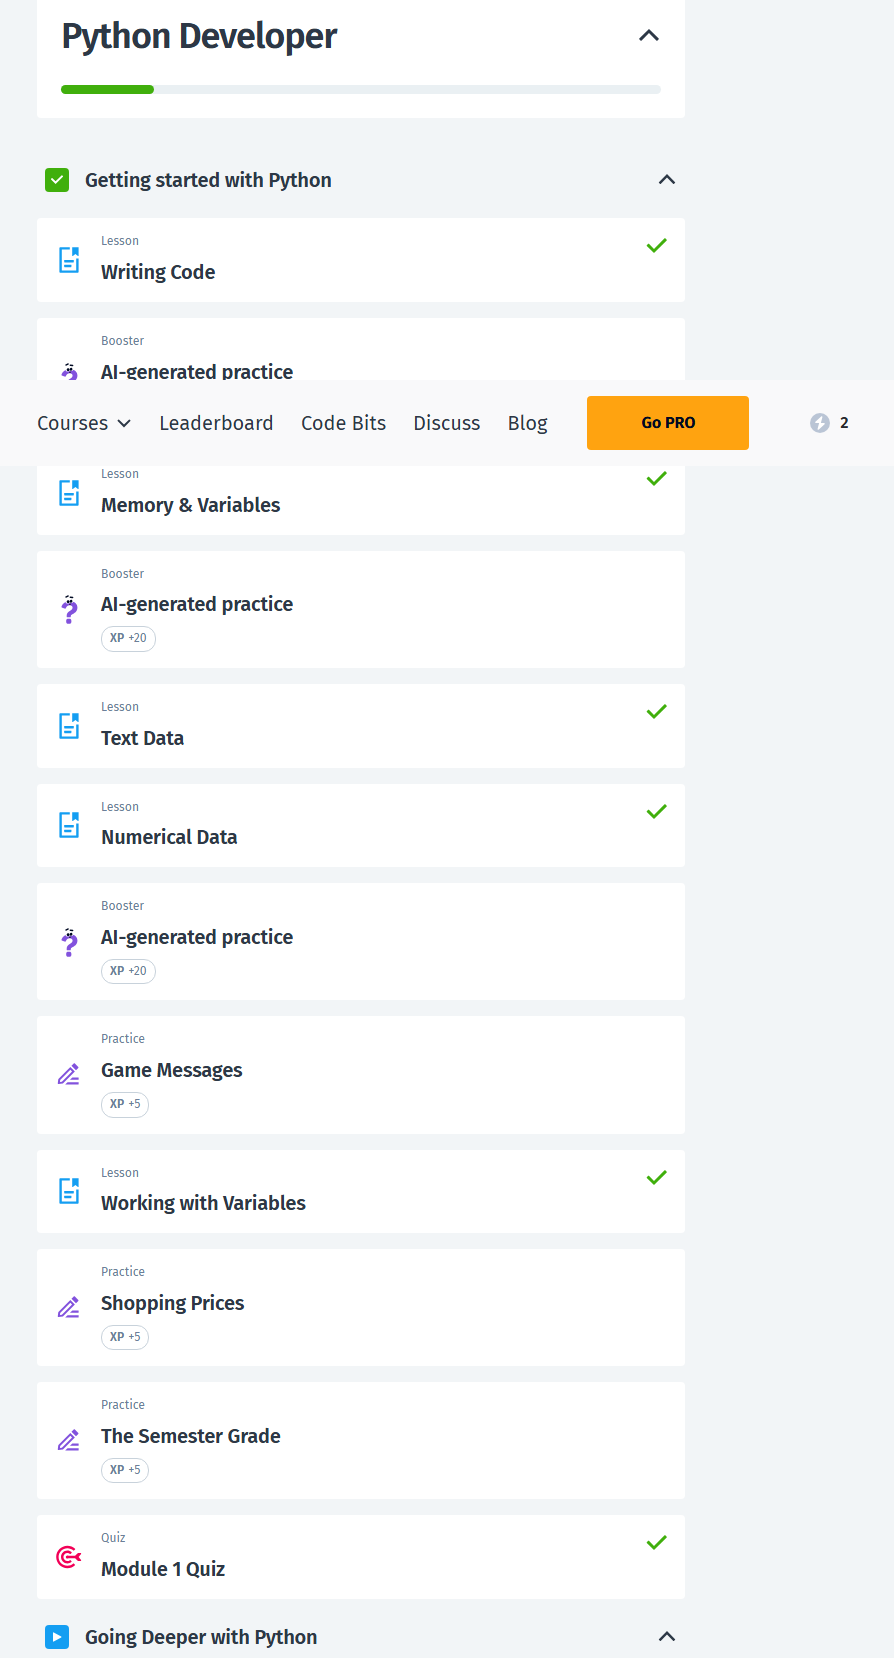 Python Developer
Getting started with Python
Lesson
Writing Code
Booster
AI-generated practice
Courses Leaderboard Code Bits Discuss Blog Go PRO 2
Lesson
Memory & Variables
Booster
AI-generated practice
XP +20
Lesson
Text Data
Lesson
Numerical Data
Booster
AI-generated practice
XP +20
Practice
Game Messages
XP +5
Lesson
Working with Variables
Practice
Shopping Prices
XP +5
Practice
The Semester Grade
XP +5
Quiz
Module 1 Quiz
Going Deeper with Python